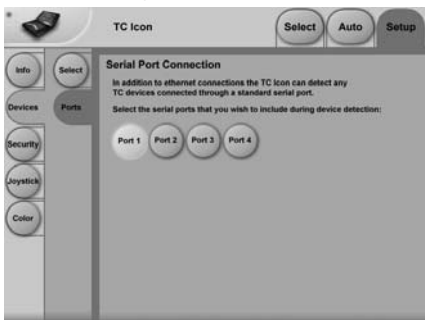 TC Icon
Select
Auto
Setup
Info
Devices
Security
Joystick
Color
Select
Ports
Serial Port Connection
In addition to ethernet connections the TC Icon can detect any
TC devices connected through a standard serial port.
Select the serial ports that you wish to include during device detection:
Port 1
Port 2
Port 3
Port 4